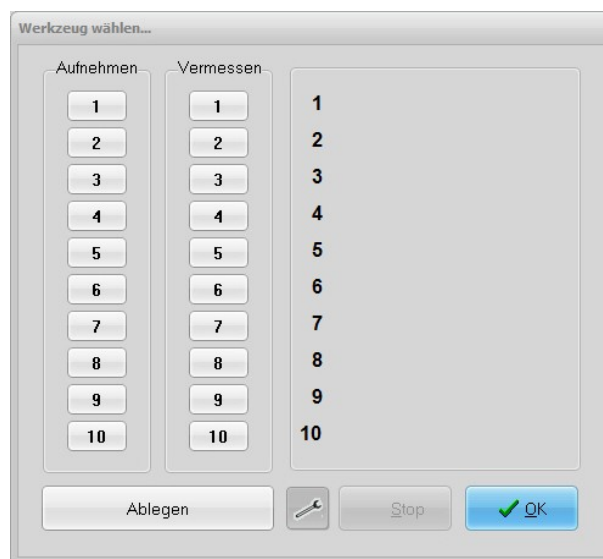 Werkzeug wählen...
Aufnehmen Vermessen
1 1 1
2 2 2
3 3 3
4 4 4
5 5 5
6 6 6
7 7 7
8 8 8
9 9 9
10 10 10
Ablegen Stop OK